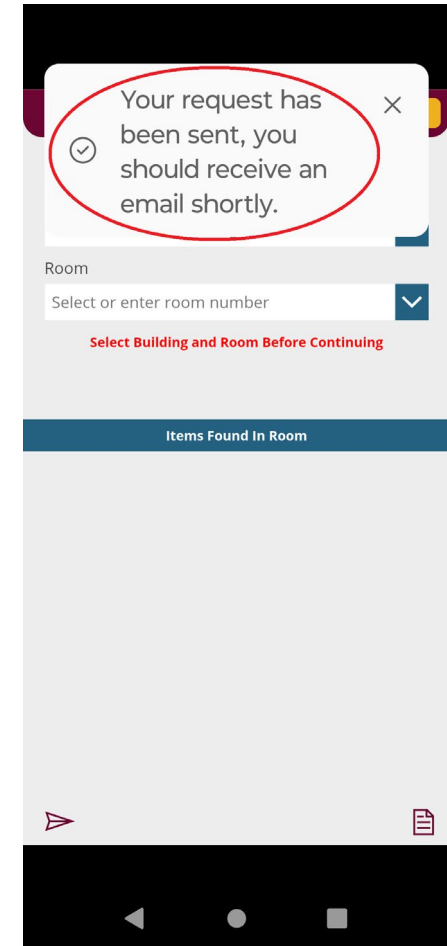 Your request has
been sent, you
should receive an
email shortly.
Room
Select or enter room number
Select Building and Room Before Continuing
Items Found In Room